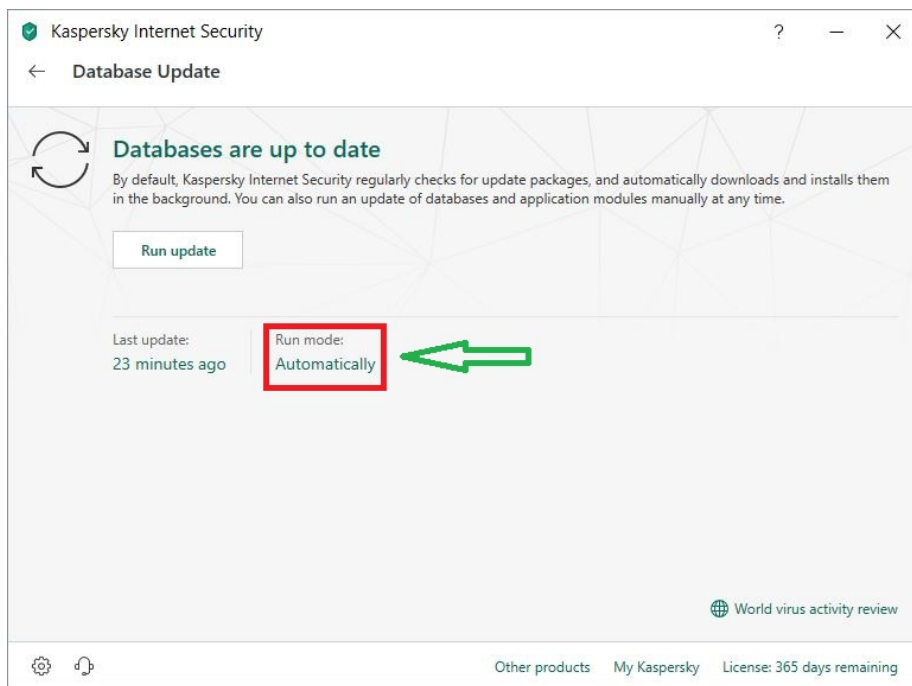 Kaspersky Internet Security
?
Database Update
Databases are up to date
By default, Kaspersky Internet Security regularly checks for update packages, and automatically downloads and installs them
in the background. You can also run an update of databases and application modules manually at any time.
Run update
Last update:
23 minutes ago
Run mode:
Automatically
World virus activity review
Other products My Kaspersky License: 365 days remaining